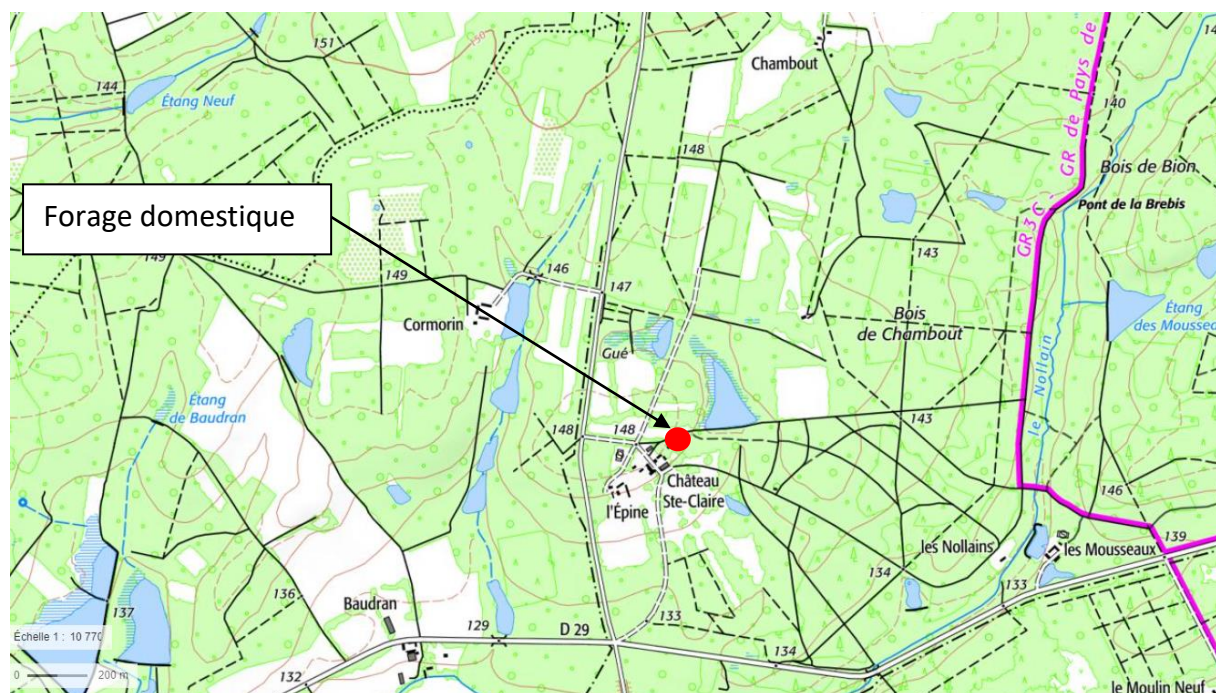 151
150
Chambout
144
Étang Neuf
140
148
GR de Pays de
Bois de Bion
Forage domestique
Pont de la Brebis
GR 3 C
149
149
146
143
147
Étang
des Moussea
Cormorin
Bois
de Chambout
Gué
le Nollain
Étang
de Baudran
143
148
148
Château
Ste-Claire
l'Épine
146
les Nollains
les Mousseaux
139
134
133
136
137
Baudran
133
Échelle 1 : 10 770
129
D 29
0
200 m
132
134
le Moulin Neuf